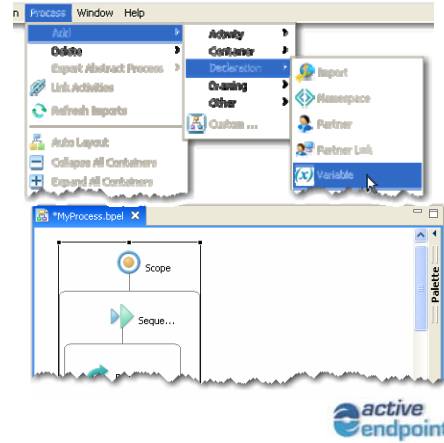 n Process Window Help
Add
Delete
Export Abstract Process
Link Activities
Refresh Imports
Auto Layout
Collapse All Containers
Expand All Containers
Activity
Container
Declaration
Drawing
Other
Custom ...
Import
Namespace
Partner
Partner Link
(x) Variable
*MyProcess.bpel
Scope
Seque...
Palette
active
endpoint